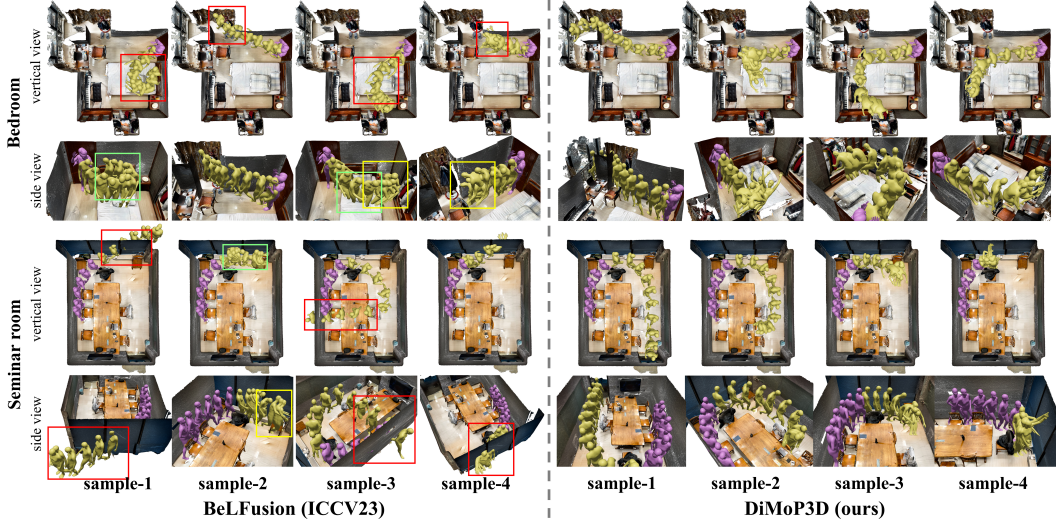 Bedroom
vertical view
side view
Seminar room
vertical view
side view
sample-1 sample-2 sample-3 sample-4 sample-1 sample-2 sample-3 sample-4
BeLFusion (ICCV23) DiMoP3D (ours)